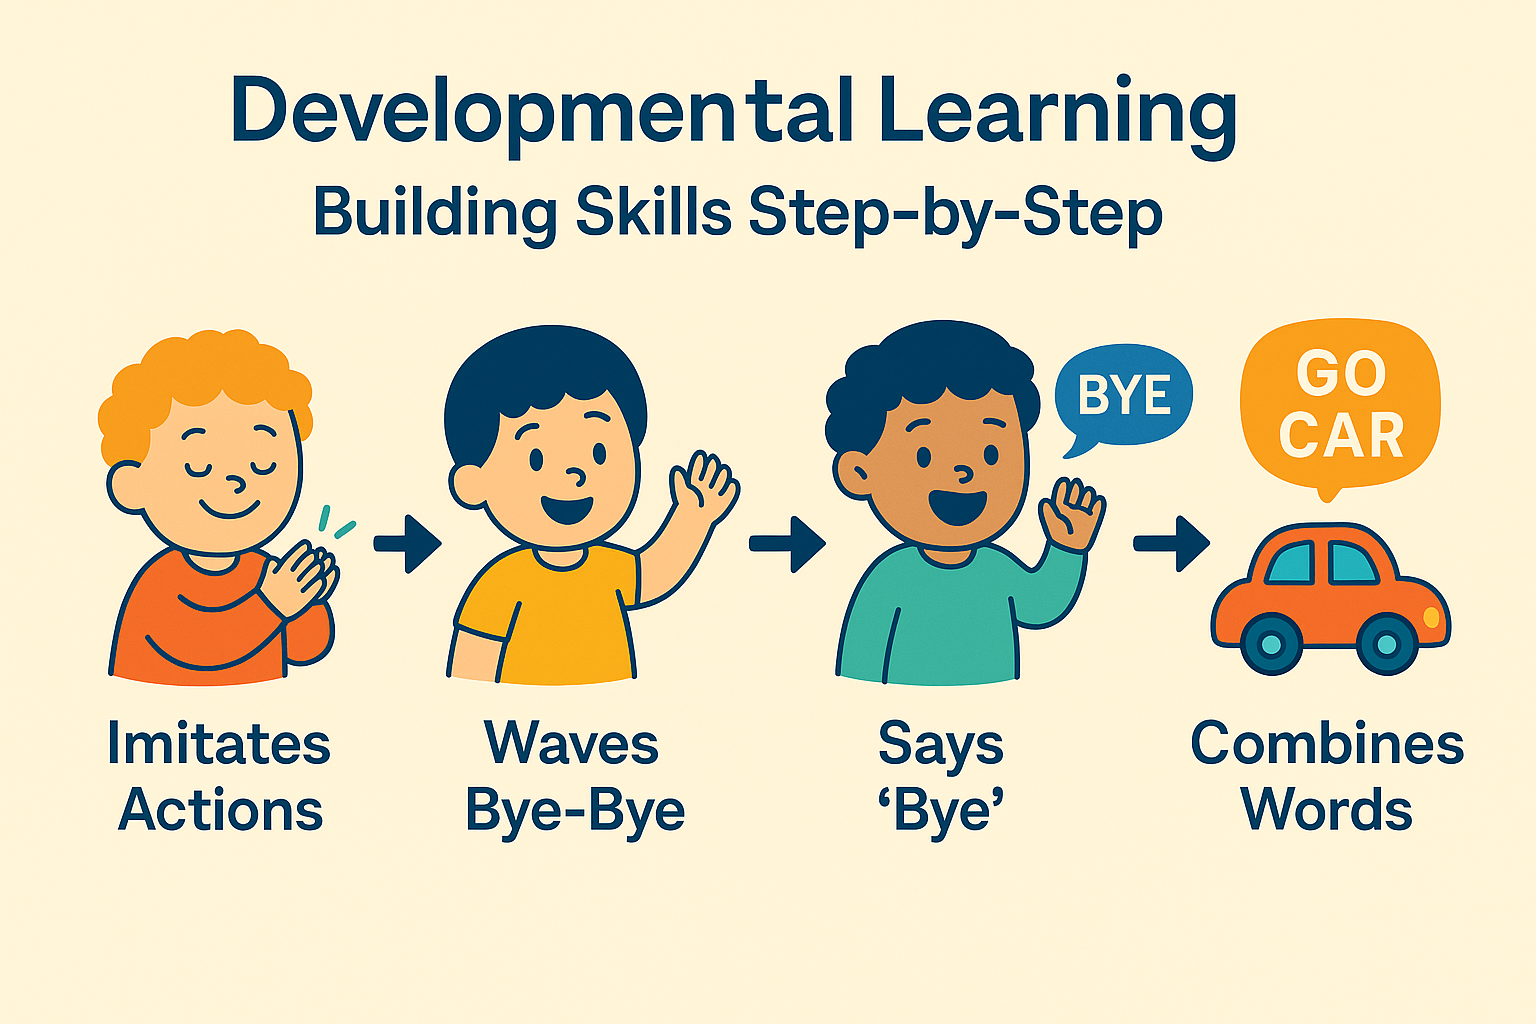 Developmental Learning
Building Skills Step-by-Step
BYE
GO
CAR
Imitates
Actions
Waves
Bye-Bye
Says
‘Bye’
Combines
Words